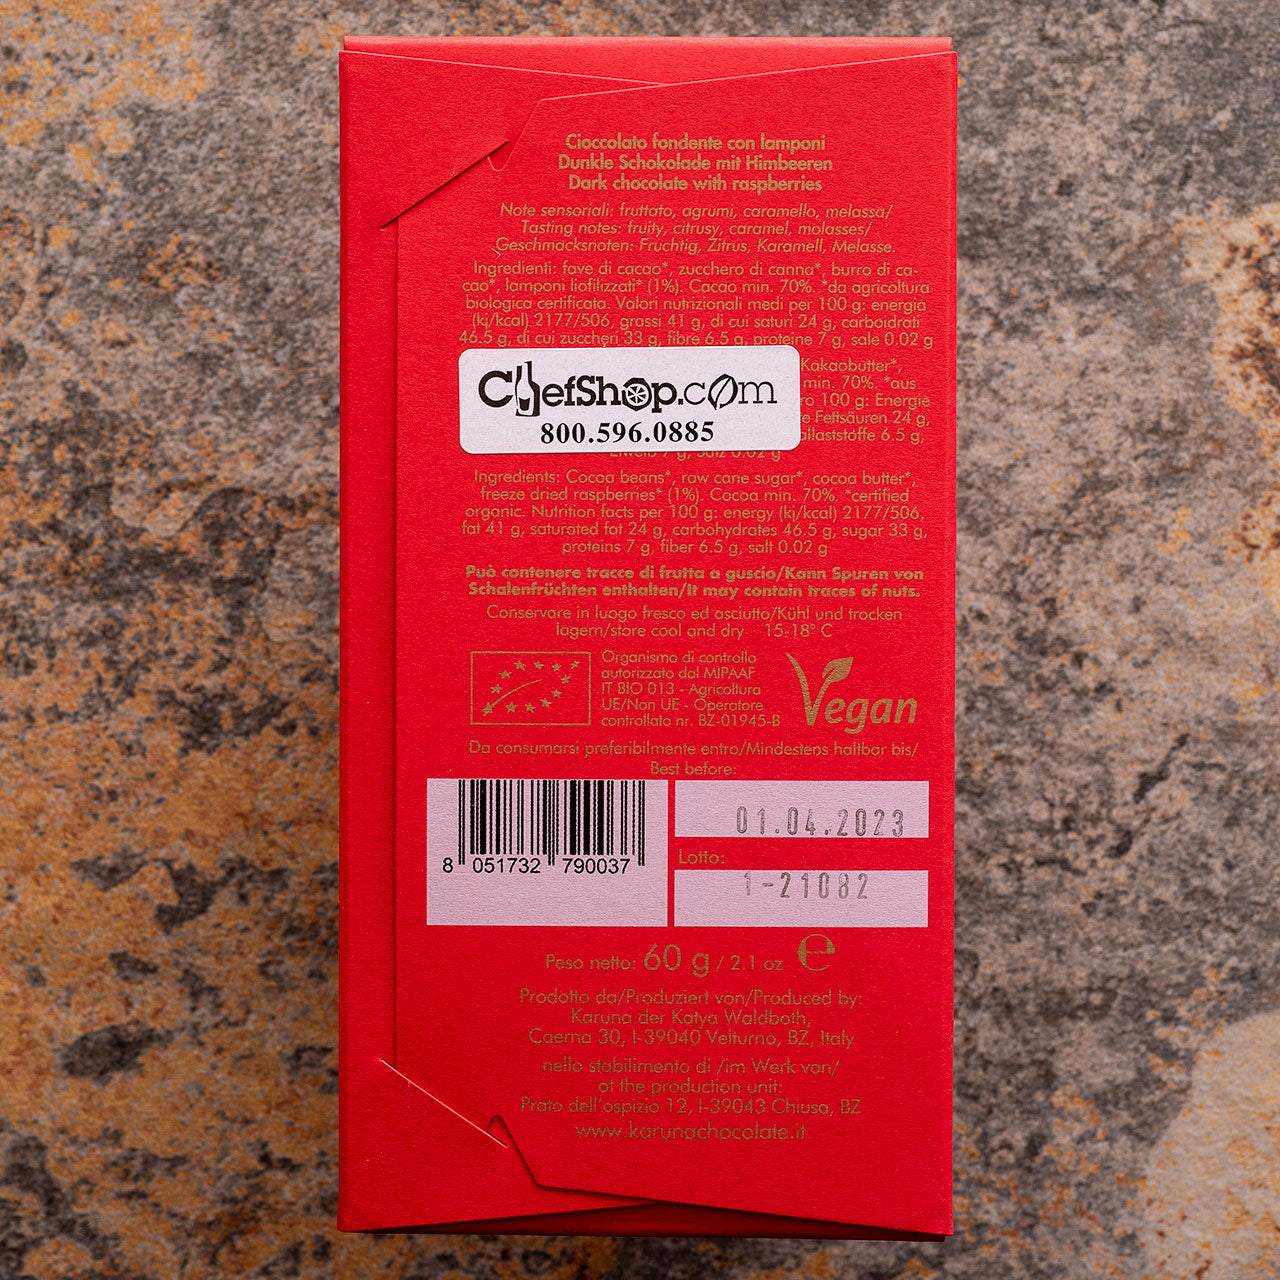 Cioccolato fondente con lamponi
Dunkle Schokolade mit Himbeeren
Dark chocolate with raspberries
Note sensoriali: fruttato, agrumi, caramello, melassa/
Tasting notes: fruity, citrusy, caramel, molasses/
Geschmacksnoten: Fruchtig, Zitrus, Karamell, Melasse.
Ingredienti: fave di cacao*, zucchero di canna*, burro di ca-
cao*, lamponi liofilizzati* (1%). Cacao min. 70%. *da agricoltura
biologica certificata. Valori nutrizionali medi per 100 g: energia
(kj/kcal) 2177/506, grassi 41 g, di cui saturi 24 g, carboidrati
46.5 g, di cui zuccheri 33 g, fibre 6.5 g, proteine 7 g, sale 0.02 g
Kakaobutter*,
min. 70%. *aus
100 g: Energie
Fettsäuren 24 g,
6.5 g,
ChefShop.com
800.596.0885
Ingredients: Cocoa beans*, raw cane sugar*, cocoa butter*,
freeze dried raspberries* (1%). Cocoa min. 70%. *certified
organic. Nutrition facts per 100 g: energy (kj/kcal) 2177/506,
fat 41 g, saturated fat 24 g, carbohydrates 46.5 g, sugar 33 g,
proteins 7 g, fiber 6.5 g, salt 0.02 g
Può contenere tracce di frutta a guscio/Kann Spuren von
Schalenfrüchten enthalten/It may contain traces of nuts.
Conservare in luogo fresco ed asciutto/Kühl und trocken
lagern/store cool and dry 15-18° C
Organismo di controllo
autorizzato dal MIPAAF
IT BIO 013 - Agricoltura
UE/Non UE - Operatore
controllato nr. BZ-01945-B
Vegan
Da consumarsi preferibilmente entro/Mindestens haltbar bis/
Best before:
01.04.2023
8 051732 790037
Lotto:
1-21082
Peso netto: 60 g / 2.1 oz ℮
Prodotto da/Produziert von/Produced by:
Karuna der Katya Waldboth,
Caerna 30, I-39040 Velturno, BZ, Italy
nello stabilimento di /im Werk von/
at the production unit:
Prato dell'ospizio 12, I-39043 Chiusa, BZ
www.karunachocolate.it